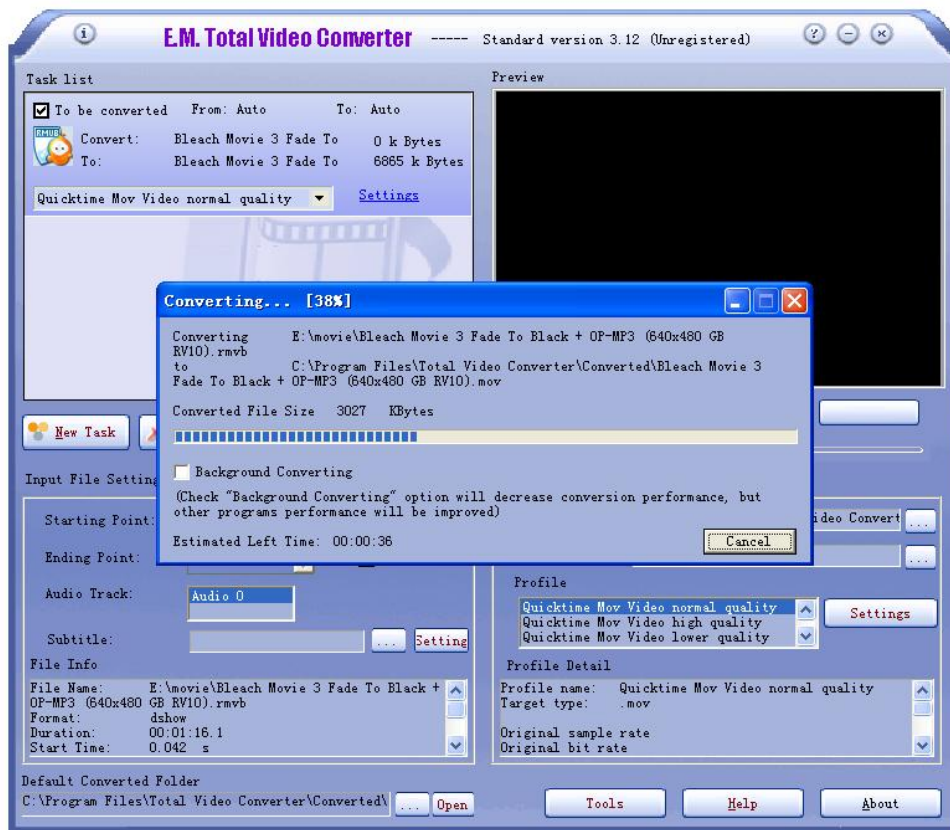 E.M. Total Video Converter ----- Standard version 3.12 (Unregistered)
Task list
Preview
To be converted From: Auto To: Auto
RMVB
Convert: Bleach Movie 3 Fade To 0 k Bytes
To: Bleach Movie 3 Fade To 6865 k Bytes
Quicktime Mov Video normal quality Settings
Converting... [38%]
Converting E:\movie\Bleach Movie 3 Fade To Black + OP-MP3 (640x480 GB
RV10).rmvb
to C:\Program Files\Total Video Converter\Converted\Bleach Movie 3
Fade To Black + OP-MP3 (640x480 GB RV10).mov
Converted File Size 3027 KBytes
Background Converting
(Check "Background Converting" option will decrease conversion performance, but
other programs performance will be improved)
Estimated Left Time: 00:00:36
Cancel
New Task
Input File Setting
Starting Point:
ideo Convert ...
Ending Point:
...
Audio Track: Audio 0
Subtitle: ... Setting
Profile
Quicktime Mov Video normal quality
Quicktime Mov Video high quality
Quicktime Mov Video lower quality
Settings
File Info
File Name: E:\movie\Bleach Movie 3 Fade To Black +
OP-MP3 (640x480 GB RV10).rmvb
Format: dshow
Duration: 00:01:16.1
Start Time: 0.042 s
Profile Detail
Profile name: Quicktime Mov Video normal quality
Target type: .mov
Original sample rate
Original bit rate
Default Converted Folder
C:\Program Files\Total Video Converter\Converted\ ... Open
Tools
Help
About